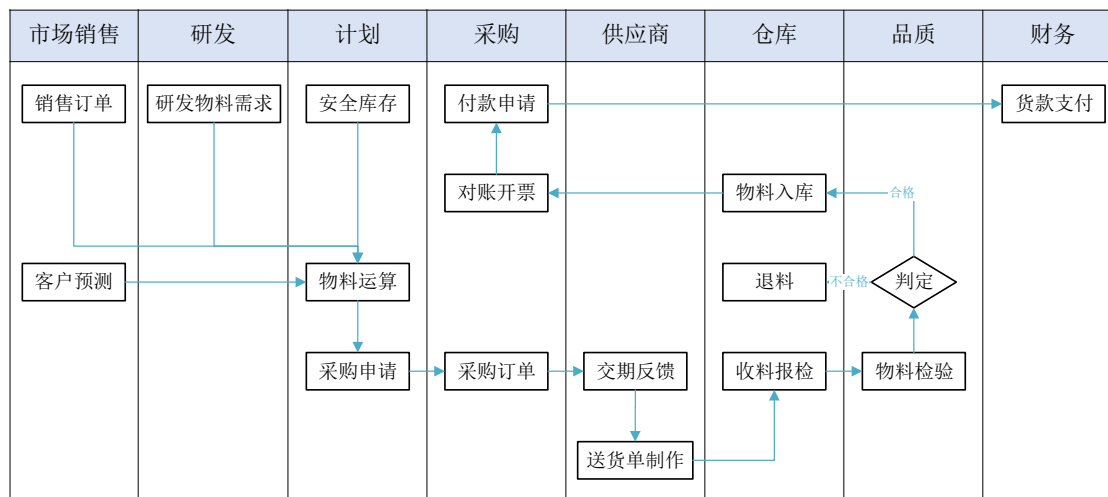 市场销售
研发
计划
采购
供应商
仓库
品质
财务
销售订单
研发物料需求
安全库存
付款申请
货款支付
对账开票
物料入库
合格
客户预测
物料运算
退料
不合格
判定
采购申请
采购订单
交期反馈
收料报检
物料检验
送货单制作